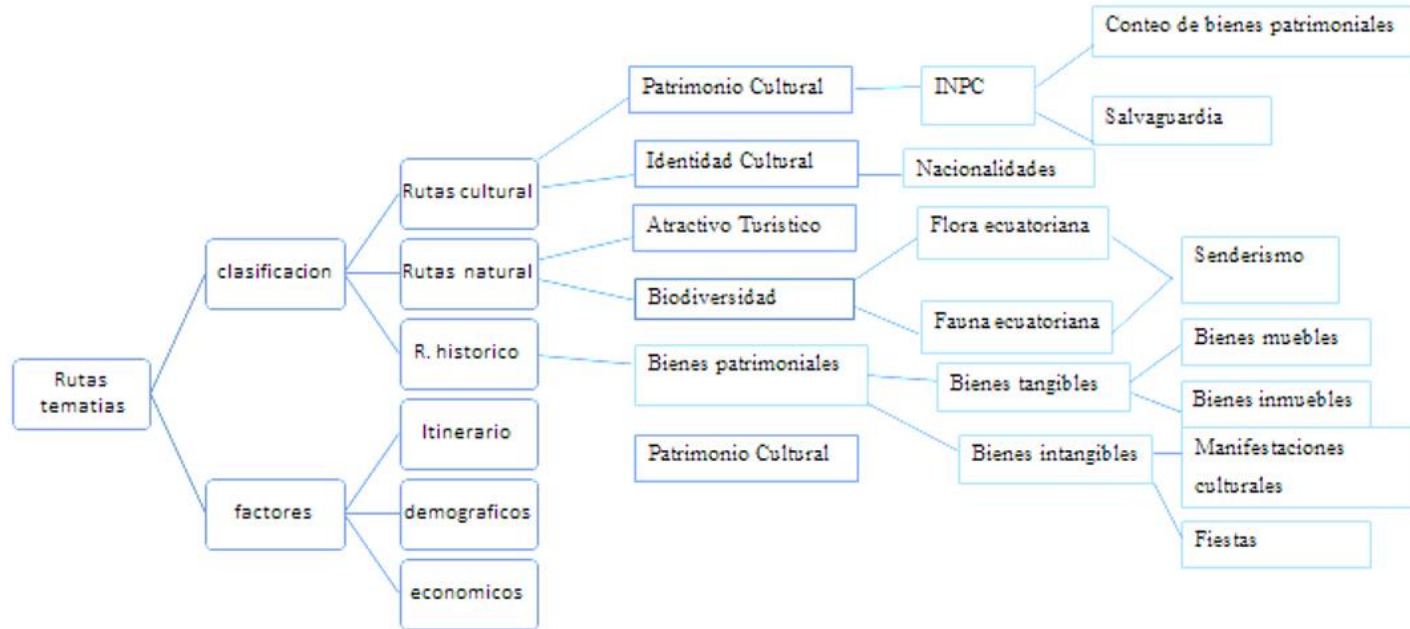 Rutas
tematias
clasificacion
factores
Rutas cultural
Rutas natural
R. historico
Itinerario
demograficos
economicos
Patrimonio Cultural
Identidad Cultural
Atractivo Turístico
Biodiversidad
Bienes patrimoniales
Patrimonio Cultural
INPC
Nacionalidades
Flora ecuatoriana
Fauna ecuatoriana
Bienes tangibles
Bienes intangibles
Conteo de bienes patrimoniales
Salvaguardia
Senderismo
Bienes muebles
Bienes inmuebles
Manifestaciones
culturales
Fiestas